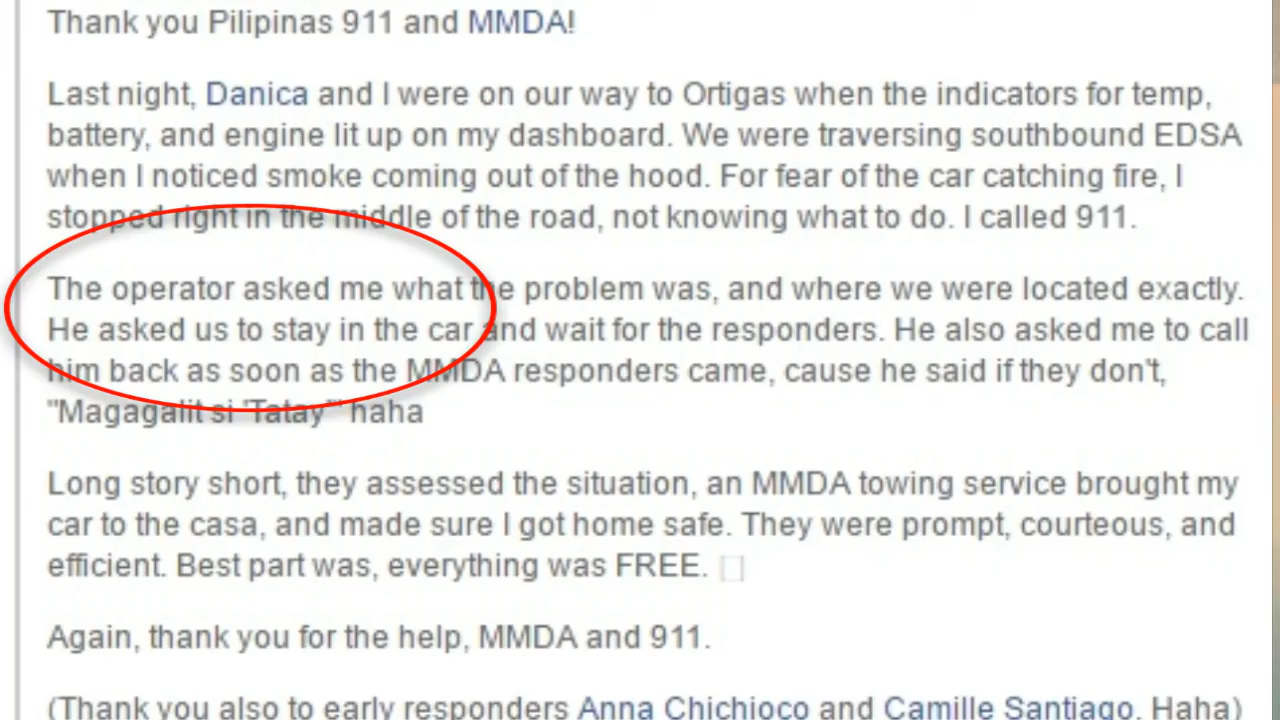 Thank you Pilipinas 911 and MMDA!
Last night, Danica and I were on our way to Ortigas when the indicators for temp,
battery, and engine lit up on my dashboard. We were traversing southbound EDSA
when I noticed smoke coming out of the hood. For fear of the car catching fire, I
stopped right in the middle of the road, not knowing what to do. I called 911.
The operator asked me what the problem was, and where we were located exactly.
He asked us to stay in the car and wait for the responders. He also asked me to call
him back as soon as the MMDA responders came, cause he said if they don't,
"Magagalit si 'Tatay'" haha
Long story short, they assessed the situation, an MMDA towing service brought my
car to the casa, and made sure I got home safe. They were prompt, courteous, and
efficient. Best part was, everything was FREE.
Again, thank you for the help, MMDA and 911.
(Thank you also to early responders Anna Chichioco and Camille Santiago. Haha)